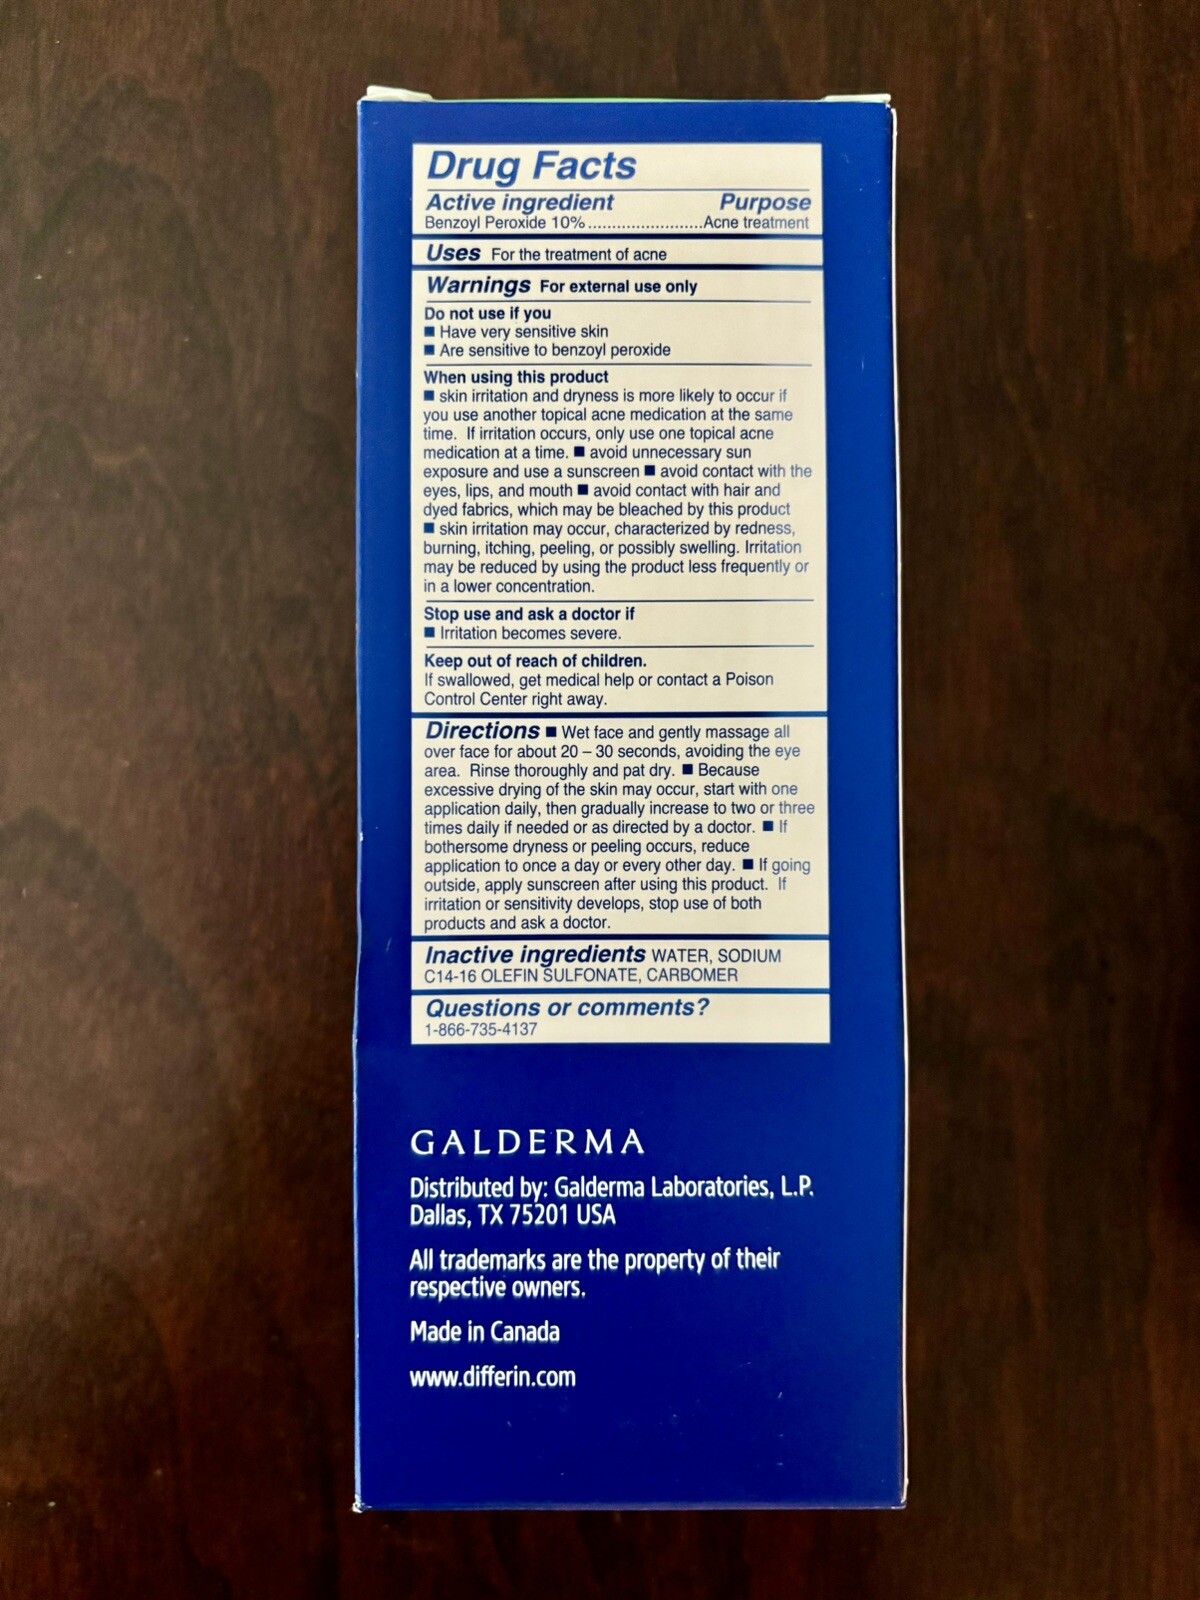 Drug Facts
Active ingredient Purpose
Benzoyl Peroxide 10%........................Acne treatment
Uses For the treatment of acne
Warnings For external use only
Do not use if you
■ Have very sensitive skin
■ Are sensitive to benzoyl peroxide
When using this product
■ skin irritation and dryness is more likely to occur if
you use another topical acne medication at the same
time. If irritation occurs, only use one topical acne
medication at a time. ■ avoid unnecessary sun
exposure and use a sunscreen ■ avoid contact with the
eyes, lips, and mouth ■ avoid contact with hair and
dyed fabrics, which may be bleached by this product
■ skin irritation may occur, characterized by redness,
burning, itching, peeling, or possibly swelling. Irritation
may be reduced by using the product less frequently or
in a lower concentration.
Stop use and ask a doctor if
■ Irritation becomes severe.
Keep out of reach of children.
If swallowed, get medical help or contact a Poison
Control Center right away.
Directions ■ Wet face and gently massage all
over face for about 20 – 30 seconds, avoiding the eye
area. Rinse thoroughly and pat dry. ■ Because
excessive drying of the skin may occur, start with one
application daily, then gradually increase to two or three
times daily if needed or as directed by a doctor. ■ If
bothersome dryness or peeling occurs, reduce
application to once a day or every other day. ■ If going
outside, apply sunscreen after using this product. If
irritation or sensitivity develops, stop use of both
products and ask a doctor.
Inactive ingredients WATER, SODIUM
C14-16 OLEFIN SULFONATE, CARBOMER
Questions or comments?
1-866-735-4137
GALDERMA
Distributed by: Galderma Laboratories, L.P.
Dallas, TX 75201 USA
All trademarks are the property of their
respective owners.
Made in Canada
www.differin.com